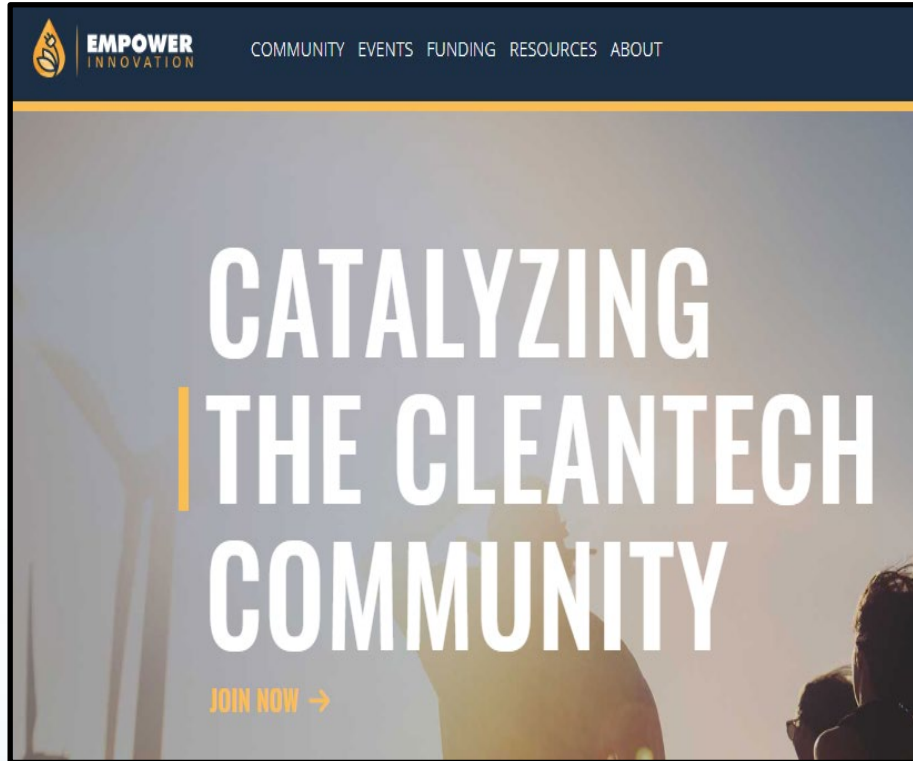 EMPOWER
INNOVATION
COMMUNITY EVENTS FUNDING RESOURCES ABOUT
CATALYZING
THE CLEANTECH
COMMUNITY
JOIN NOW →